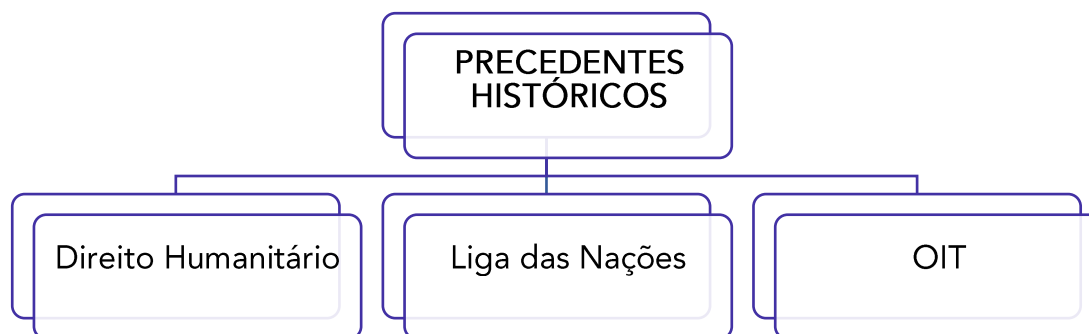 PRECEDENTES
HISTÓRICOS
Direito Humanitário
Liga das Nações
OIT